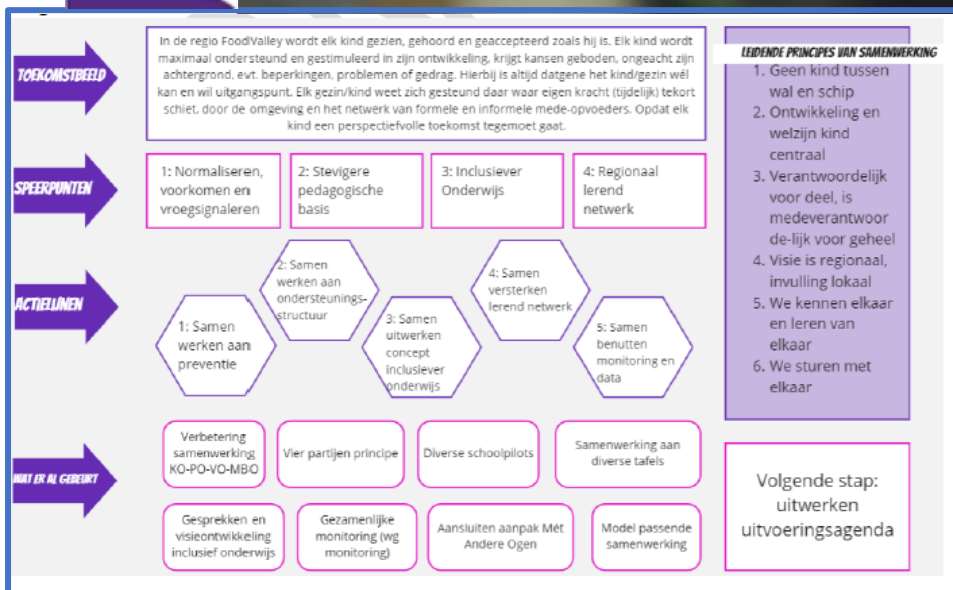 TOEKOMSTBEELD
In de regio FoodValley wordt elk kind gezien, gehoord en geaccepteerd zoals hij is. Elk kind wordt
maximaal ondersteund en gestimuleerd in zijn ontwikkeling, krijgt kansen geboden, ongeacht zijn
achtergrond, evt. beperkingen, problemen of gedrag. Hierbij is altijd datgene het kind/gezin wél
kan en wil uitgangspunt. Elk gezin/kind weet zich gesteund daar waar eigen kracht (tijdelijk) tekort
schiet, door de omgeving en het netwerk van formele en informele mede-opvoeders. Opdat elk
kind een perspectiefvolle toekomst tegemoet gaat.
SPEERPUNTEN
1: Normaliseren,
voorkomen en
vroegsignaleren
2: Stevigere
pedagogische
basis
3: Inclusiever
Onderwijs
4: Regionaal
lerend
netwerk
ACTIELIJNEN
1: Samen
werken aan
preventie
2: Samen
werken aan
ondersteunings-
structuur
3: Samen
uitwerken
concept
inclusiever
onderwijs
4: Samen
versterken
lerend netwerk
5: Samen
benutten
monitoring en
data
WAT ER AL GEBEURT
Verbetering
samenwerking
KO-PO-VO-MBO
Vier partijen principe
Diverse schoolpilots
Samenwerking aan
diverse tafels
Gesprekken en
visieontwikkeling
inclusief onderwijs
Gezamenlijke
monitoring (wg
monitoring)
Aansluiten aanpak Mét
Andere Ogen
Model passende
samenwerking
LEIDENDE PRINCIPES VAN SAMENWERKING
1. Geen kind tussen
wal en schip
2. Ontwikkeling en
welzijn kind
centraal
3. Verantwoordelijk
voor deel, is
medeverantwoor
de-lijk voor geheel
4. Visie is regionaal,
invulling lokaal
5. We kennen elkaar
en leren van
elkaar
6. We sturen met
elkaar
Volgende stap:
uitwerken
uitvoeringsagenda